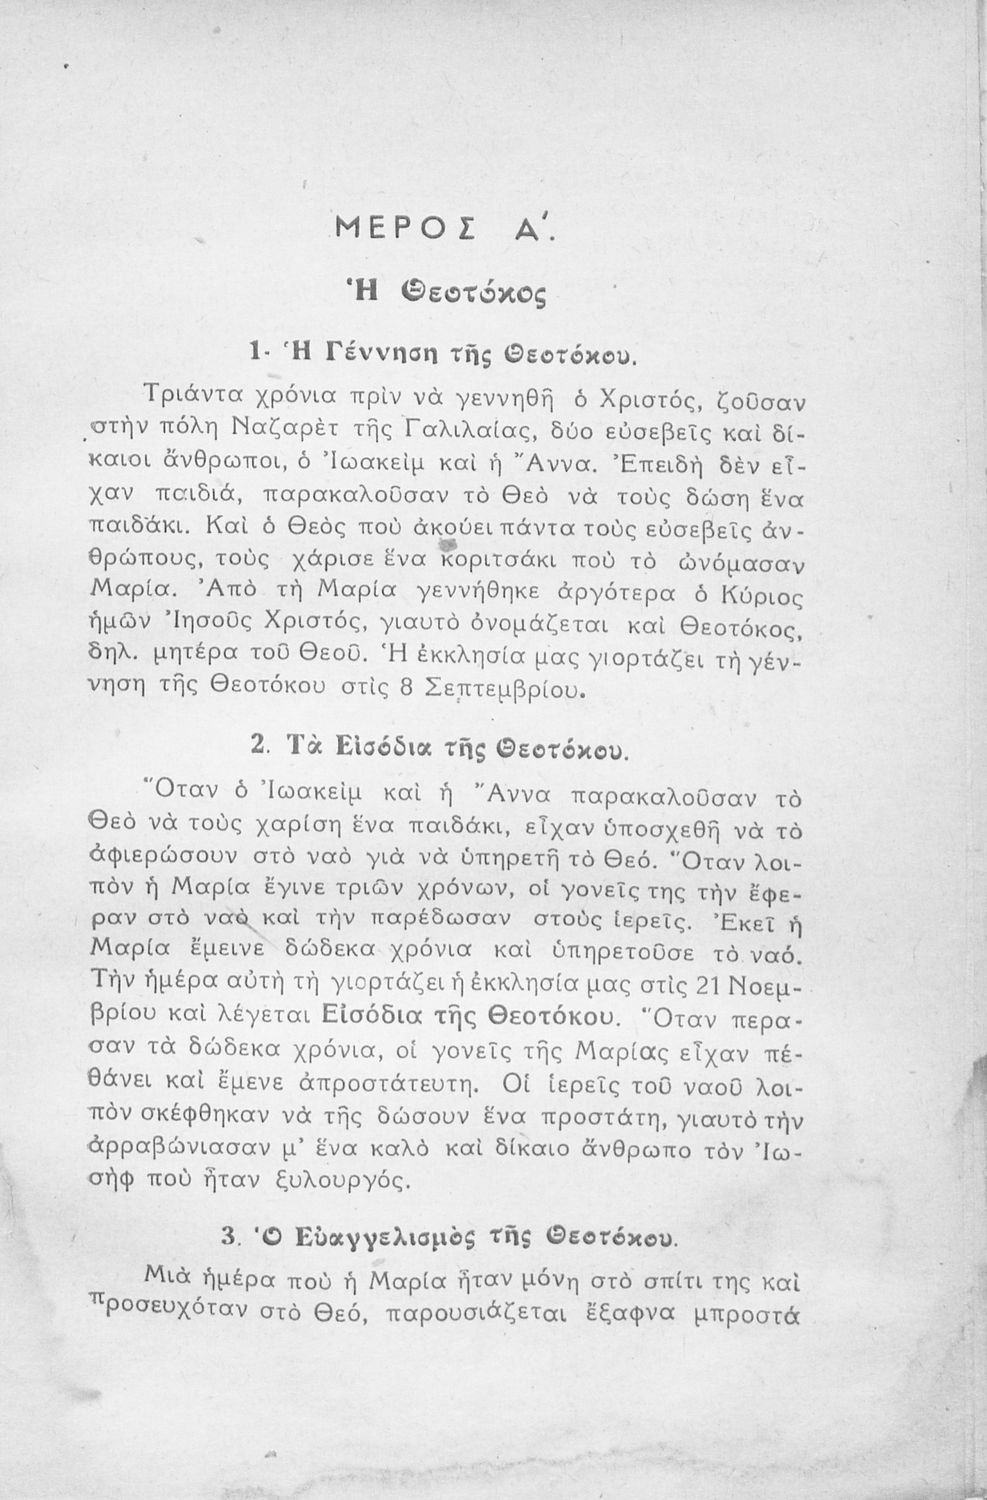 ΜΕΡΟΣ Α΄.
Ἡ Θεοτόκος
1· Ἡ Γέννηση τῆς Θεοτόκου.
Τριάντα χρόνια πρὶν νὰ γεννηθῆ ὁ Χριστός, ζοῦσαν
στὴν πόλη Ναζαρὲτ τῆς Γαλιλαίας, δύο εὐσεβεῖς καὶ δί-
καιοι ἄνθρωποι, ὁ Ἰωακεὶμ καὶ ἡ Ἄννα. Ἐπειδὴ δὲν εἶ-
χαν παιδιά, παρακαλοῦσαν τὸ Θεὸ νὰ τοὺς δώση ἕνα
παιδάκι. Καὶ ὁ Θεὸς ποὺ ἀκούει πάντα τοὺς εὐσεβεῖς ἀν-
θρώπους, τοὺς χάρισε ἕνα κοριτσάκι ποὺ τὸ ὠνόμασαν
Μαρία. Ἀπὸ τὴ Μαρία γεννήθηκε ἀργότερα ὁ Κύριος
ἡμῶν Ἰησοῦς Χριστός, γιαυτὸ ὀνομάζεται καὶ Θεοτόκος,
δηλ. μητέρα τοῦ Θεοῦ. Ἡ ἐκκλησία μας γιορτάζει τὴ γέν-
νηση τῆς Θεοτόκου στὶς 8 Σεπτεμβρίου.
2. Τὰ Εἰσόδια τῆς Θεοτόκου.
Ὅταν ὁ Ἰωακεὶμ καὶ ἡ Ἄννα παρακαλοῦσαν τὸ
Θεὸ νὰ τοὺς χαρίση ἕνα παιδάκι, εἶχαν ὑποσχεθῆ νὰ τὸ
ἀφιερώσουν στὸ ναὸ γιὰ νὰ ὑπηρετῆ τὸ Θεό. Ὅταν λοι-
πὸν ἡ Μαρία ἔγινε τριῶν χρόνων, οἱ γονεῖς της τὴν ἔφε-
ραν στὸ ναὸ καὶ τὴν παρέδωσαν στοὺς ἱερεῖς. Ἐκεῖ ἡ
Μαρία ἔμεινε δώδεκα χρόνια καὶ ὑπηρετοῦσε τὸ ναό.
Τὴν ἡμέρα αὐτὴ τὴ γιορτάζει ἡ ἐκκλησία μας στὶς 21 Νοεμ-
βρίου καὶ λέγεται Εἰσόδια τῆς Θεοτόκου. Ὅταν περα-
σαν τὰ δώδεκα χρόνια, οἱ γονεῖς τῆς Μαρίας εἶχαν πέ-
θάνει καὶ ἔμενε ἀπροστάτευτη. Οἱ ἱερεῖς τοῦ ναοῦ λοι-
πὸν σκέφθηκαν νὰ τῆς δώσουν ἕνα προστάτη, γιαυτὸ τὴν
ἀρραβώνιασαν μ' ἕνα καλὸ καὶ δίκαιο ἄνθρωπο τὸν Ἰω-
σὴφ ποὺ ἦταν ξυλουργός.
3. Ὁ Εὐαγγελισμὸς τῆς Θεοτόκου.
Μιὰ ἡμέρα ποὺ ἡ Μαρία ἦταν μόνη στὸ σπίτι της καὶ
προσευχόταν στὸ Θεό, παρουσιάζεται ἔξαφνα μπροστά